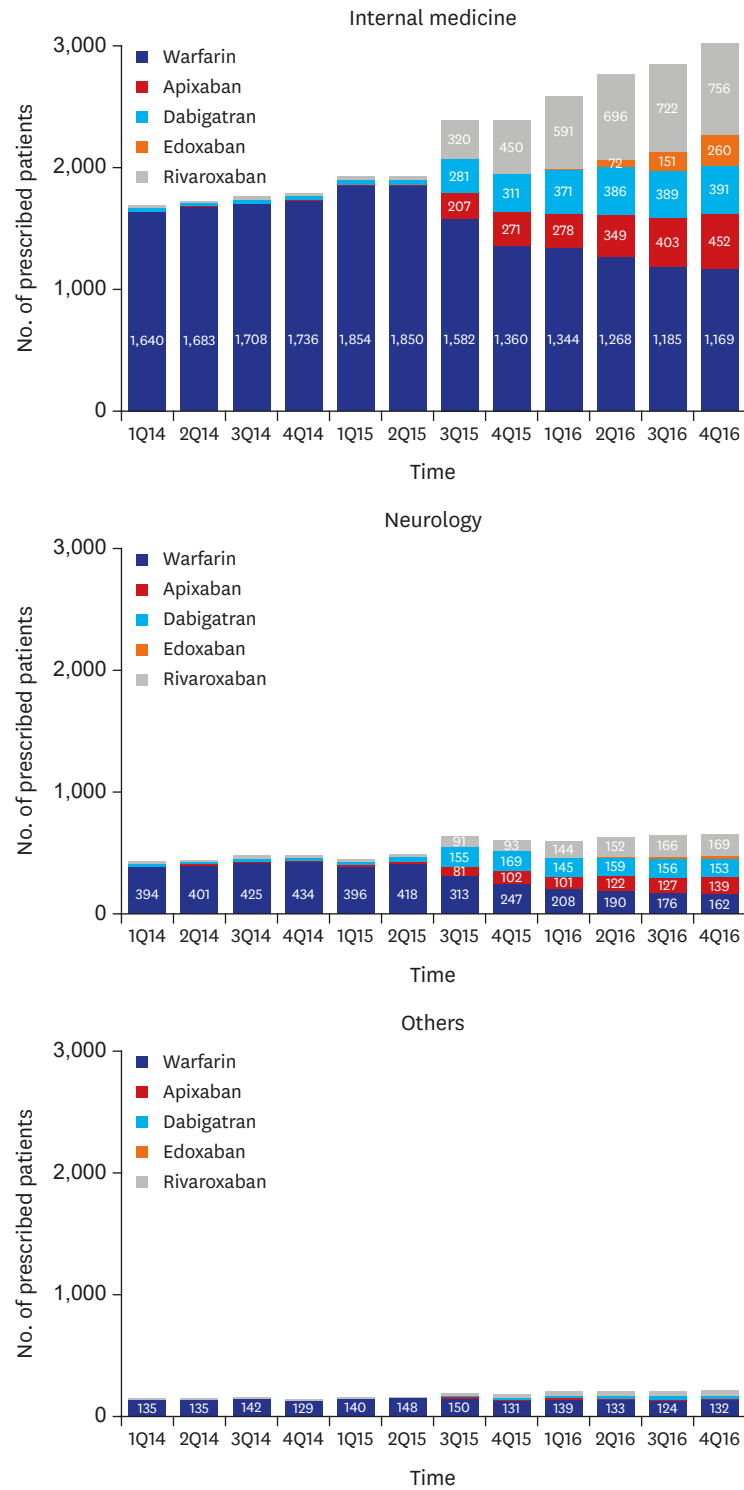 Internal medicine
No. of prescribed patients
3,000
2,000
1,000
0
Warfarin
Apixaban
Dabigatran
Edoxaban
Rivaroxaban
320 450 591 696 722 756
72 151 260
281 311 371 386 389 391
207 271 278 349 403 452
1,640 1,683 1,708 1,736 1,854 1,850 1,582 1,360 1,344 1,268 1,185 1,169
1Q14 2Q14 3Q14 4Q14 1Q15 2Q15 3Q15 4Q15 1Q16 2Q16 3Q16 4Q16
Time
Neurology
No. of prescribed patients
3,000
2,000
1,000
0
Warfarin
Apixaban
Dabigatran
Edoxaban
Rivaroxaban
91 93 144 152 166 169
155 169 145 159 156 153
81 102 101 122 127 139
394 401 425 434 396 418 313 247 208 190 176 162
1Q14 2Q14 3Q14 4Q14 1Q15 2Q15 3Q15 4Q15 1Q16 2Q16 3Q16 4Q16
Time
Others
No. of prescribed patients
3,000
2,000
1,000
0
Warfarin
Apixaban
Dabigatran
Edoxaban
Rivaroxaban
135 135 142 129 140 148 150 131 139 133 124 132
1Q14 2Q14 3Q14 4Q14 1Q15 2Q15 3Q15 4Q15 1Q16 2Q16 3Q16 4Q16
Time